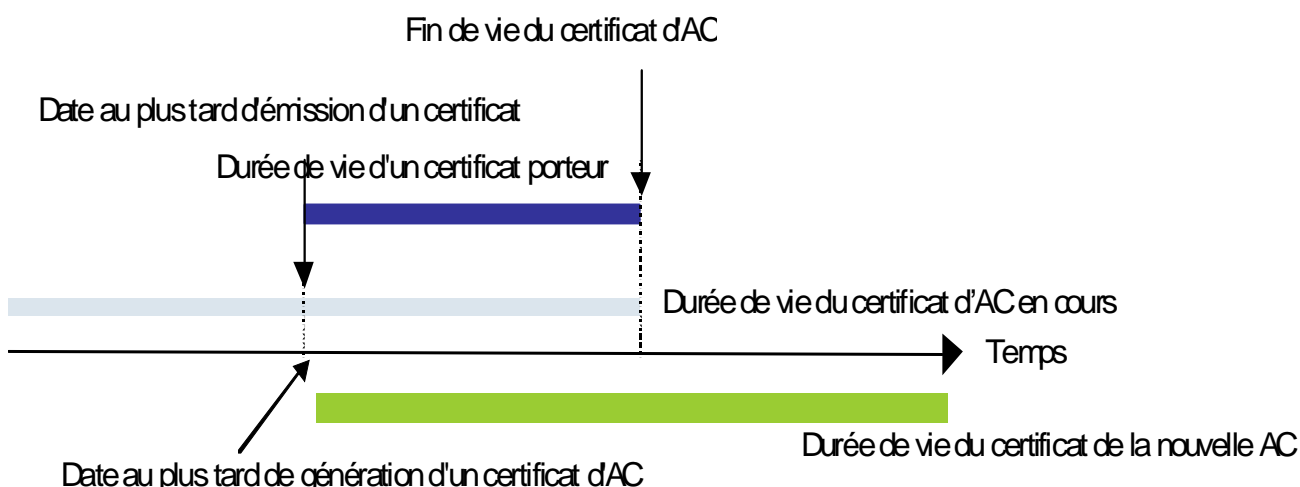 Fin de vie du certificat d'AC
Date au plus tard d'émission d'un certificat
Durée de vie d'un certificat porteur
Durée de vie du certificat d’AC en cours
Temps
Durée de vie du certificat de la nouvelle AC
Date au plus tard de génération d'un certificat d'AC